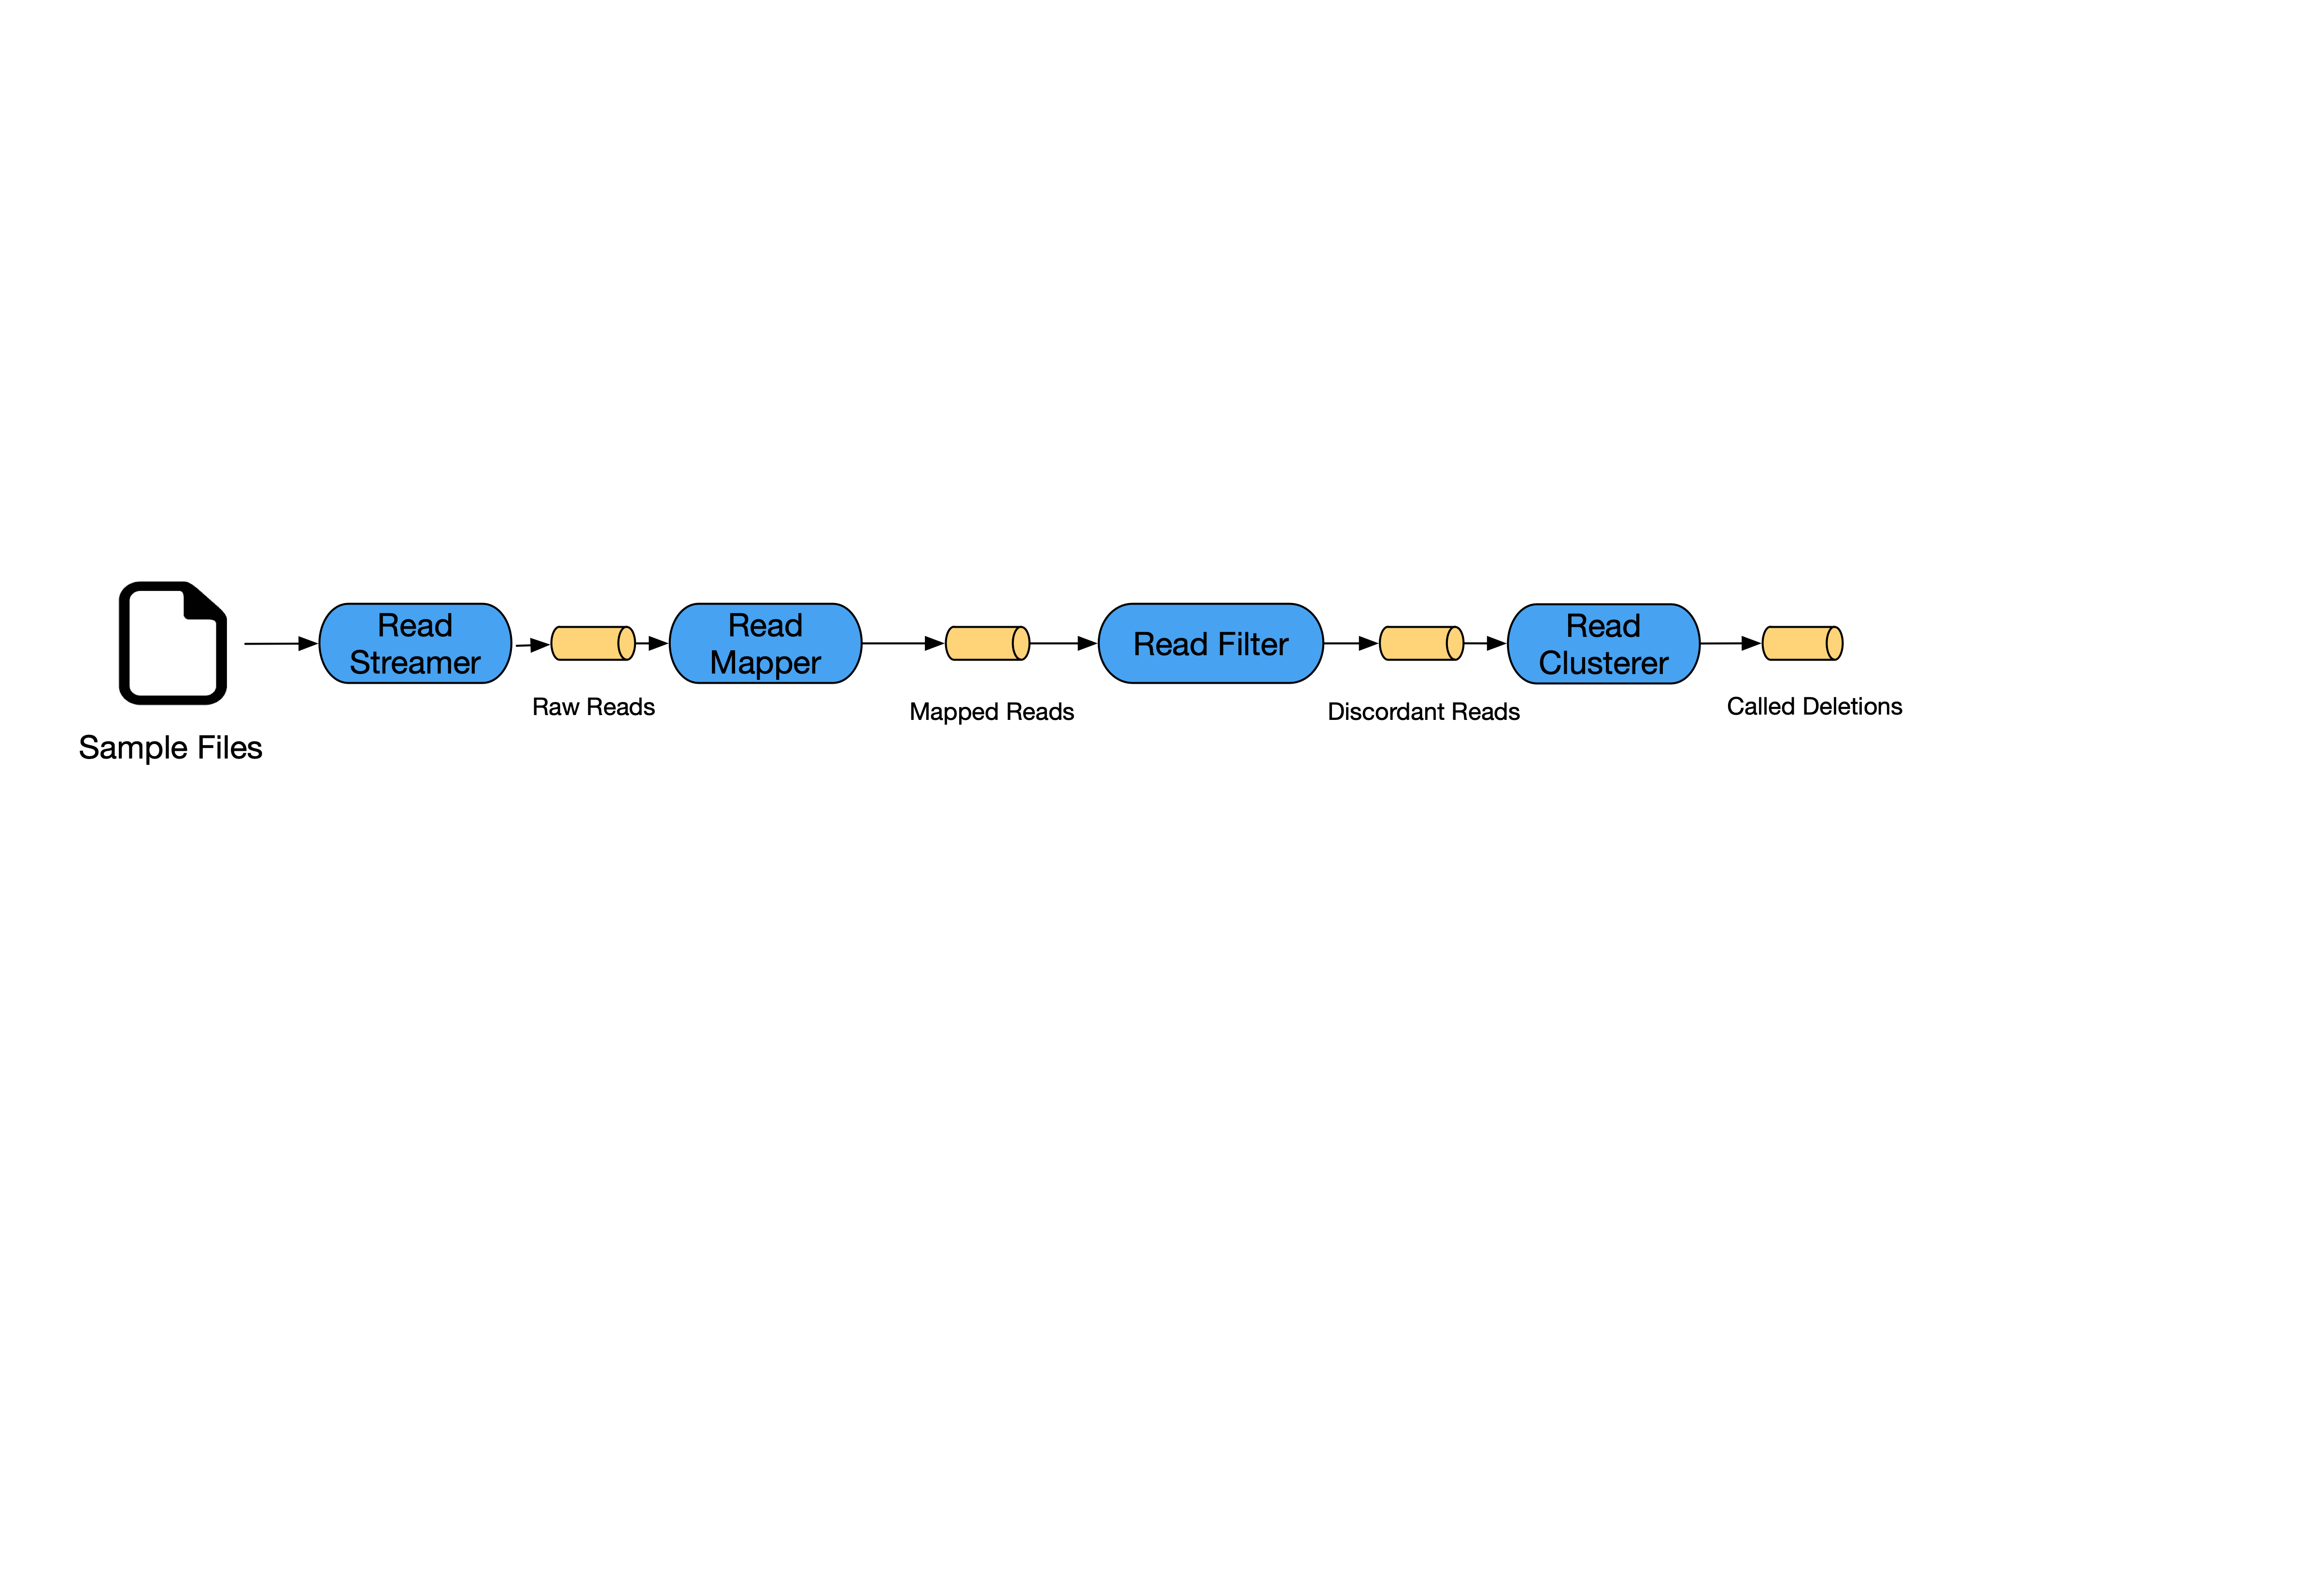 Sample Files
Read
Streamer
Raw Reads
Read
Mapper
Mapped Reads
Read Filter
Discordant Reads
Read
Clusterer
Called Deletions